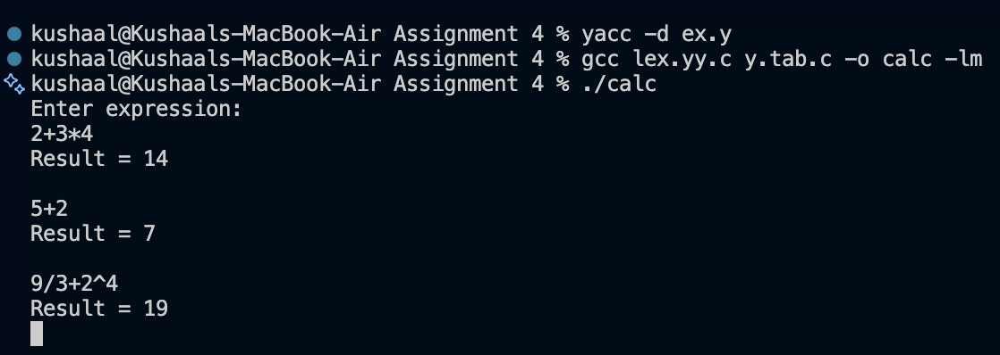 kushaal@Kushaals-MacBook-Air Assignment 4 % yacc -d ex.y
kushaal@Kushaals-MacBook-Air Assignment 4 % gcc lex.yy.c y.tab.c -o calc -lm
kushaal@Kushaals-MacBook-Air Assignment 4 % ./calc
Enter expression:
2+3*4
Result = 14
5+2
Result = 7
9/3+2^4
Result = 19